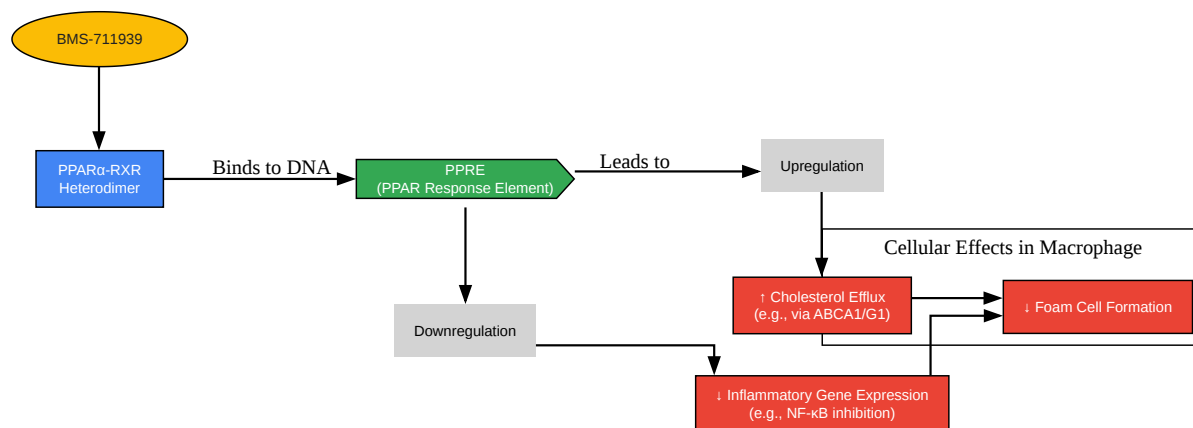 BMS-711939
PPARα-RXR
Heterodimer
Binds to DNA
PPRE
(PPAR Response Element)
Leads to
Upregulation
Cellular Effects in Macrophage
↑ Cholesterol Efflux
(e.g., via ABCA1/G1)
↓ Foam Cell Formation
Downregulation
↓ Inflammatory Gene Expression
(e.g., NF-κB inhibition)